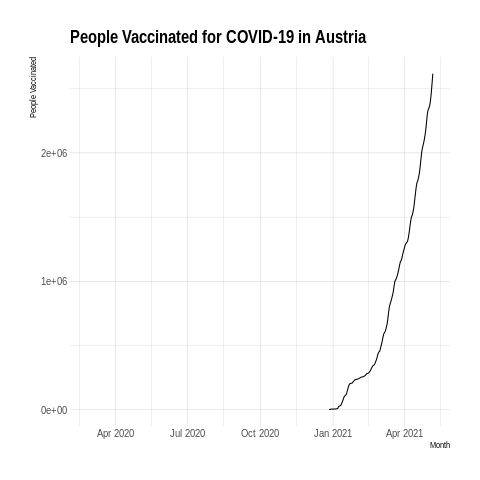 People Vaccinated for COVID-19 in Austria
People Vaccinated
2e+06
1e+06
0e+00
Apr 2020 Jul 2020 Oct 2020 Jan 2021 Apr 2021
Month